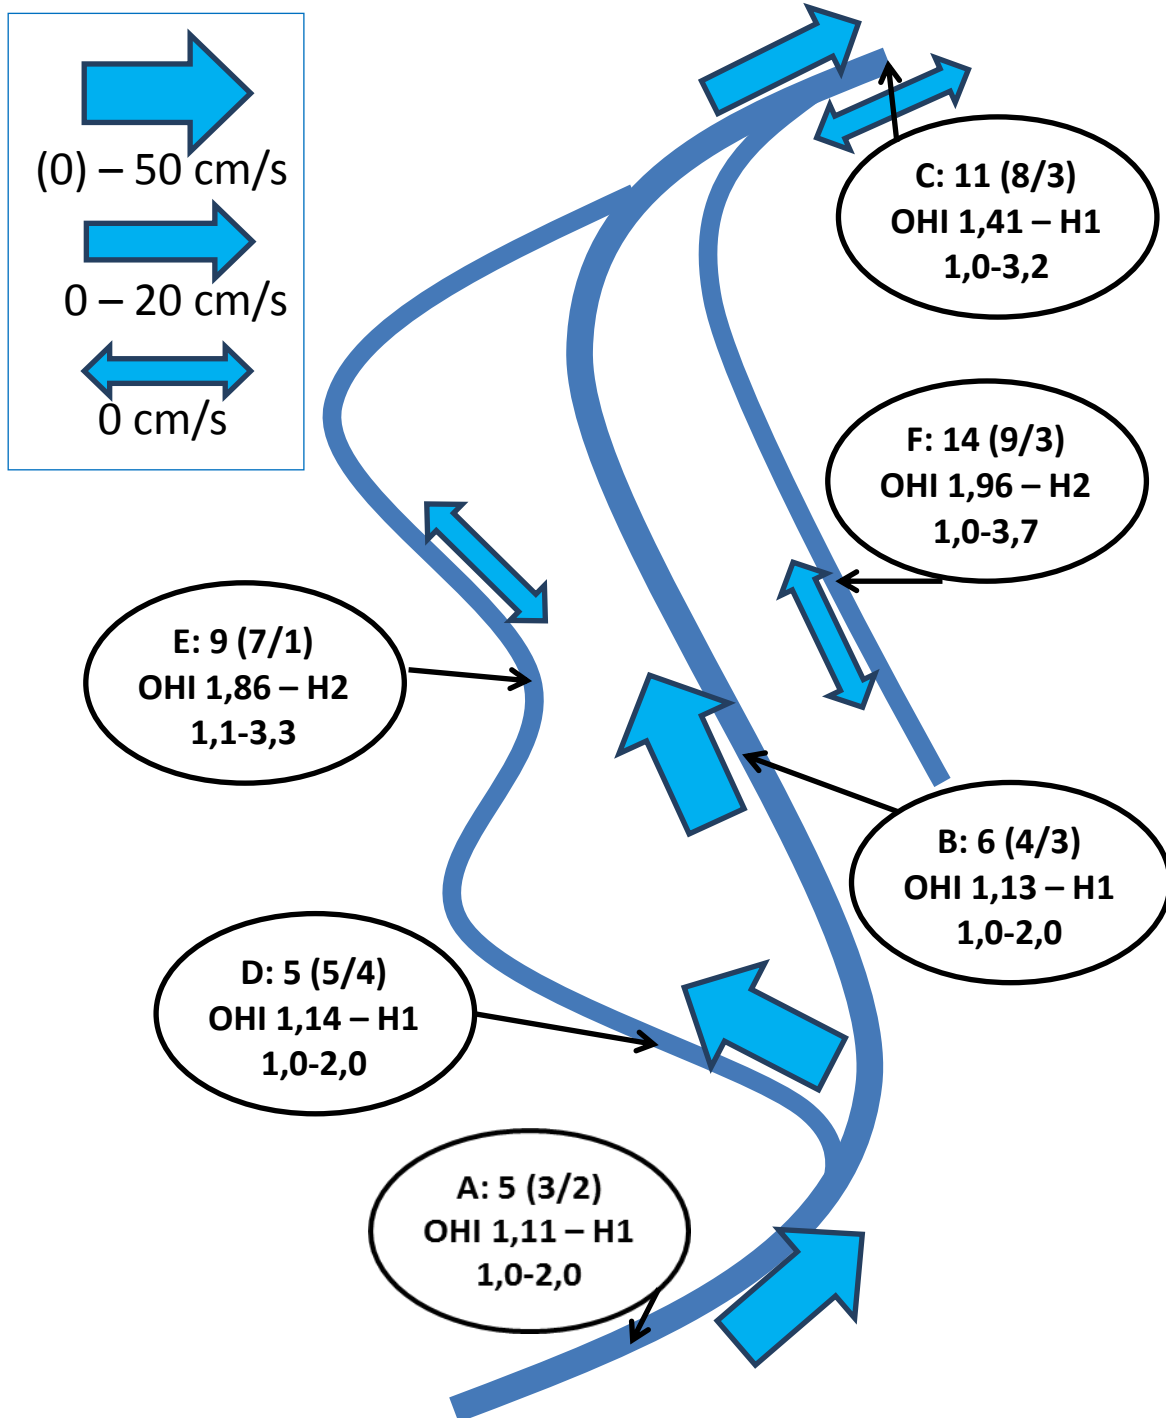 (0) – 50 cm/s
0 – 20 cm/s
0 cm/s
C: 11 (8/3)
OHI 1,41 – H1
1,0-3,2
F: 14 (9/3)
OHI 1,96 – H2
1,0-3,7
E: 9 (7/1)
OHI 1,86 – H2
1,1-3,3
B: 6 (4/3)
OHI 1,13 – H1
1,0-2,0
D: 5 (5/4)
OHI 1,14 – H1
1,0-2,0
A: 5 (3/2)
OHI 1,11 – H1
1,0-2,0